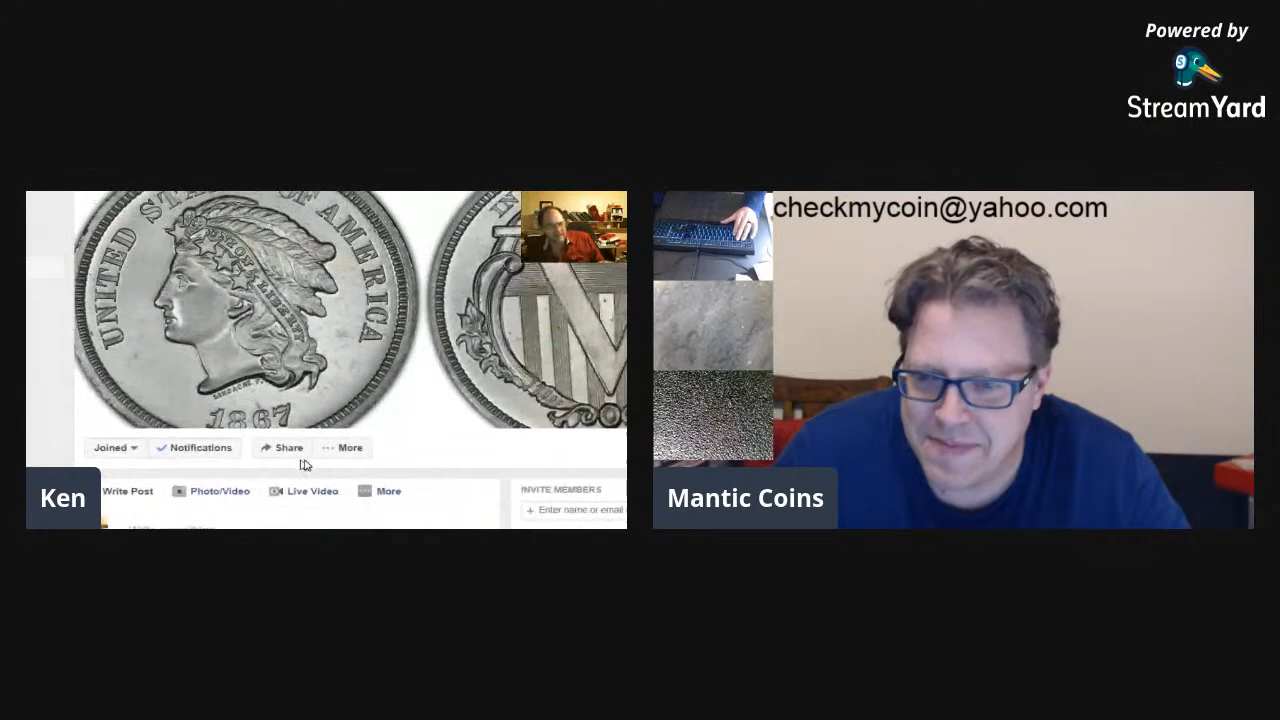 Powered by
StreamYard
checkmycoin@yahoo.com
UNITED STATES OF AMERICA
LIBERTY
1867
Joined
Notifications
Share
More
Write Post
Photo/Video
Live Video
More
INVITE MEMBERS
+ Enter name or email
Ken
Mantic Coins